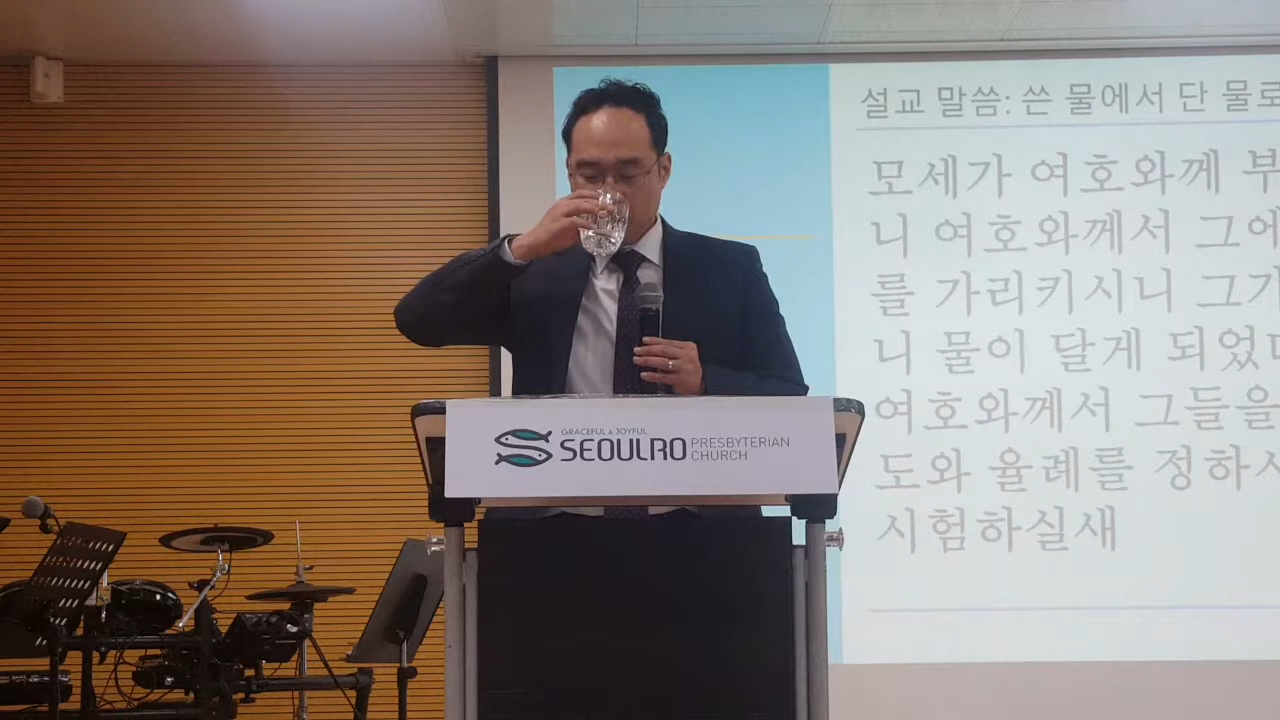 설교 말씀: 쓴 물에서 단 물로
모세가 여호와께 부
니 여호와께서 그에
를 가리키시니 그가
니 물이 달게 되었다
여호와께서 그들을
도와 율례를 정하시
시험하실새
GRACEFUL & JOYFUL
SEOULRO PRESBYTERIAN
CHURCH